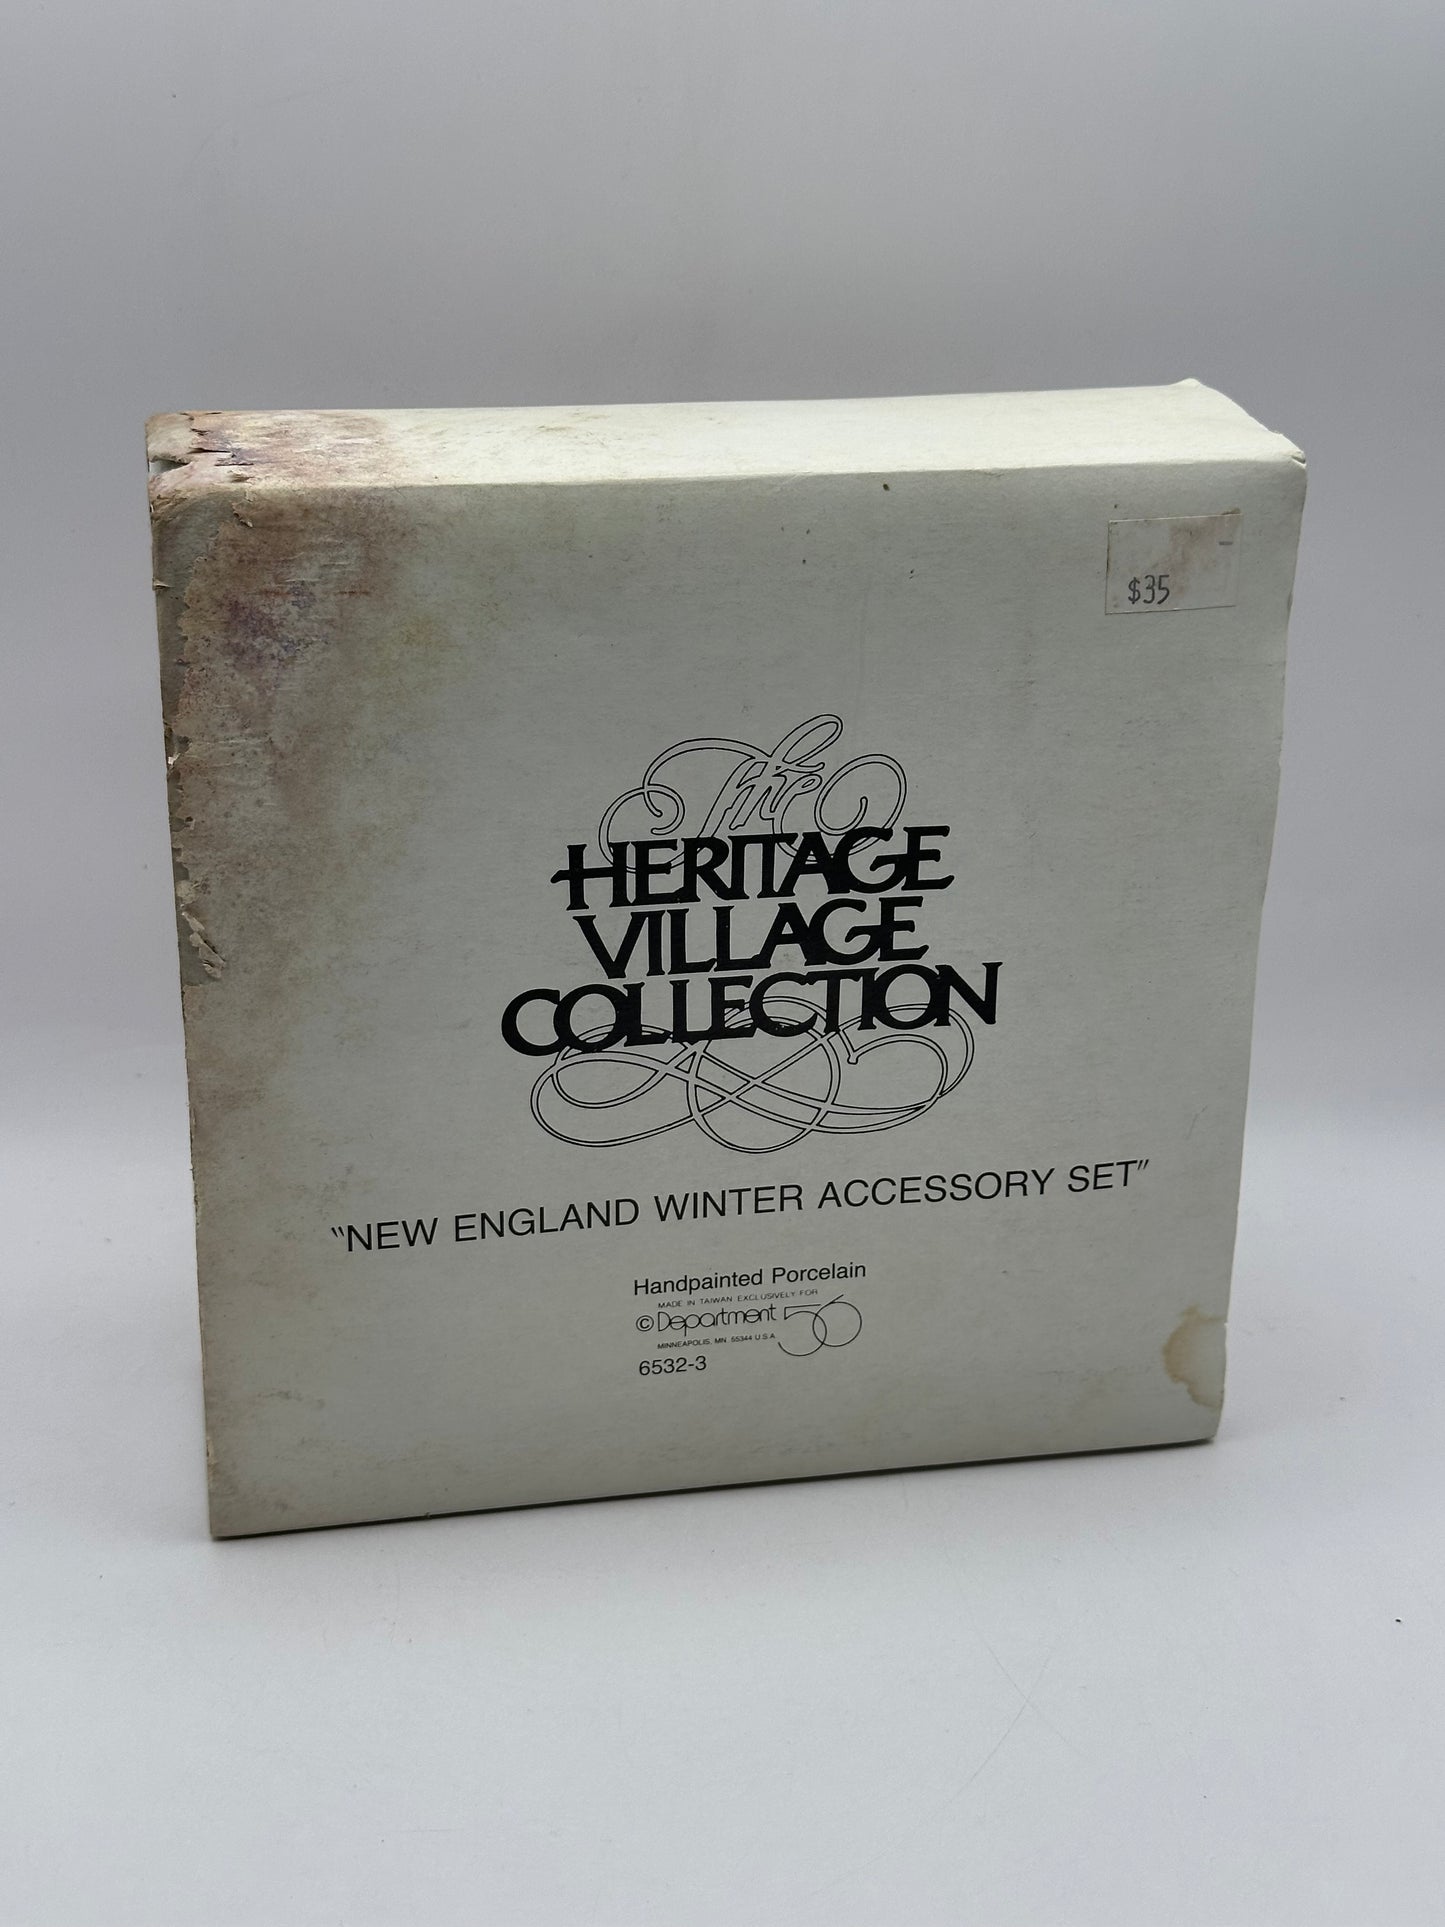 $35
The
HERITAGE
VILLAGE
COLLECTION
"NEW ENGLAND WINTER ACCESSORY SET"
Handpainted Porcelain
MADE IN TAIWAN EXCLUSIVELY FOR
© Department 56
MINNEAPOLIS, MN 55344 U.S.A.
6532-3